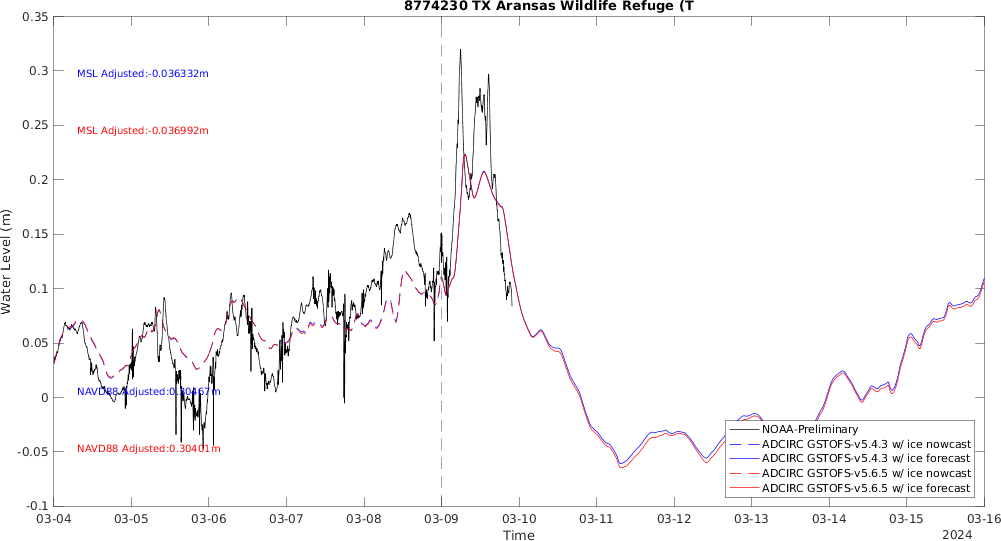 8774230 TX Aransas Wildlife Refuge (T
0.35
0.3
0.25
0.2
0.15
0.1
0.05
0
-0.05
-0.1
Water Level (m)
MSL Adjusted:-0.036332m
MSL Adjusted:-0.036992m
NAVD88 Adjusted:0.30467m
NAVD88 Adjusted:0.30401m
NOAA-Preliminary
ADCIRC GSTOFS-v5.4.3 w/ ice nowcast
ADCIRC GSTOFS-v5.4.3 w/ ice forecast
ADCIRC GSTOFS-v5.6.5 w/ ice nowcast
ADCIRC GSTOFS-v5.6.5 w/ ice forecast
03-04 03-05 03-06 03-07 03-08 03-09 03-10 03-11 03-12 03-13 03-14 03-15 03-16
Time
2024